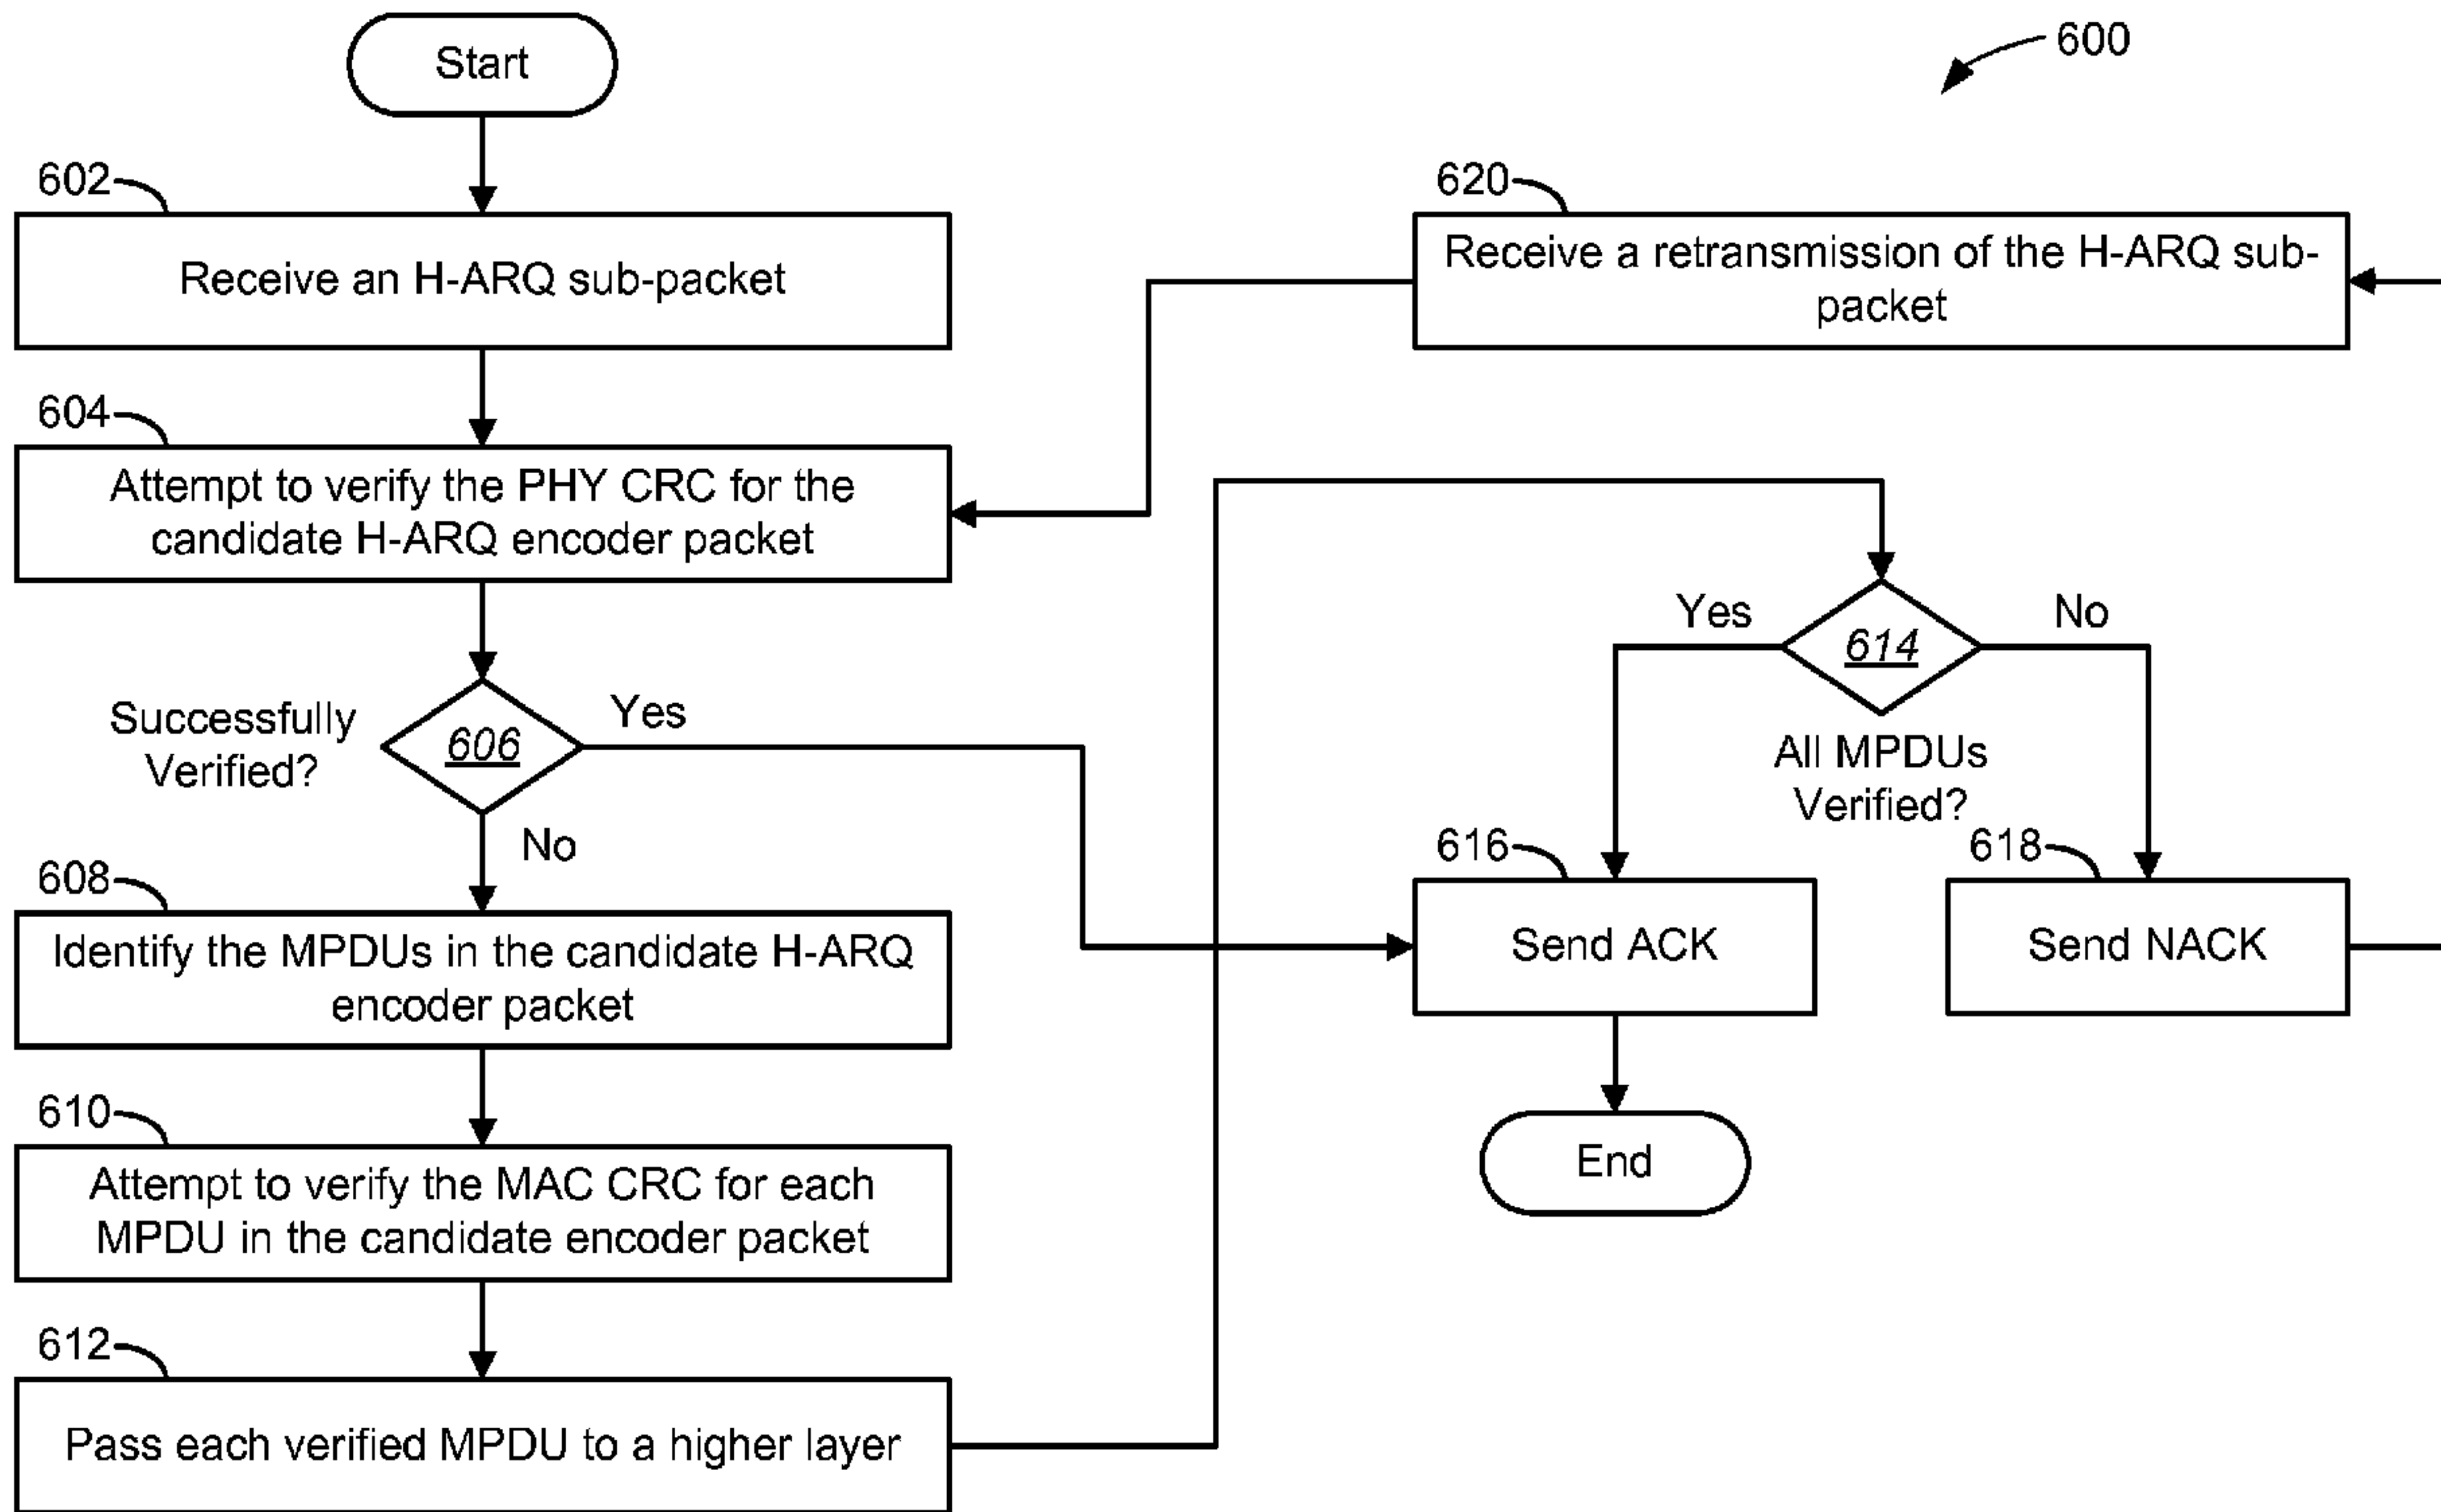 Start
600
602
Receive an H-ARQ sub-packet
620
Receive a retransmission of the H-ARQ sub-
packet
604
Attempt to verify the PHY CRC for the
candidate H-ARQ encoder packet
Successfully
Verified?
606
Yes
No
608
Identify the MPDUs in the candidate H-ARQ
encoder packet
610
Attempt to verify the MAC CRC for each
MPDU in the candidate encoder packet
612
Pass each verified MPDU to a higher layer
Yes
614
No
All MPDUs
Verified?
616
Send ACK
618
Send NACK
End